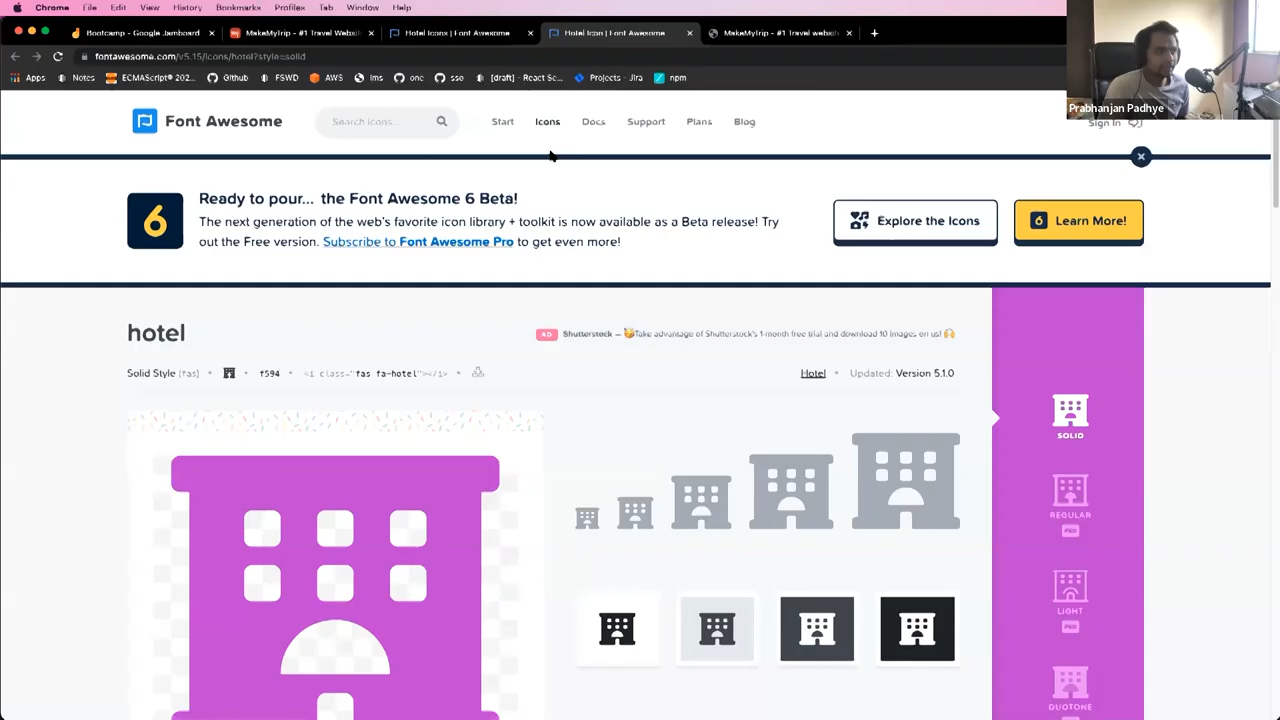 Chrome File Edit View History Bookmarks Profiles Tab Window Help
Bootcamp - Google Jamboard
MakeMyTrip - #1 Travel Websit
Hotel Icons | Font Awesome
Hotel Icon | Font Awesome
MakeMyTrip - #1 Travel websit
fontawesome.com/v5.15/icons/hotel?style=solid
Apps Notes ECMAScript® 202... Github FSWD AWS lms one sso [draft] - React Se... Projects - Jira npm
Prabhanjan Padhye
Font Awesome
Search icons...
Start Icons Docs Support Plans Blog Sign In
6
Ready to pour... the Font Awesome 6 Beta!
The next generation of the web's favorite icon library + toolkit is now available as a Beta release! Try
out the Free version. Subscribe to Font Awesome Pro to get even more!
Explore the Icons
6 Learn More!
hotel
AD Shutterstock — Take advantage of Shutterstock's 1-month free trial and download 10 images on us!
Solid Style (fas) • f594 • <i class="fas fa-hotel"></i> •
Hotel • Updated: Version 5.1.0
SOLID
REGULAR
PRO
LIGHT
PRO
DUOTONE